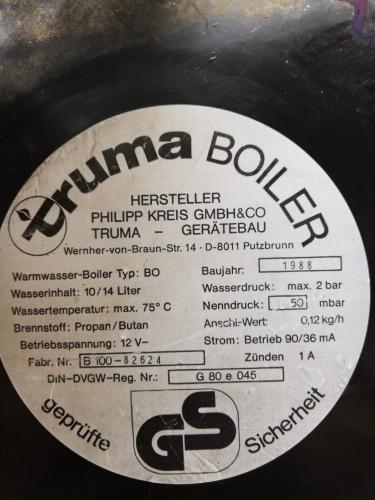 truma BOILER
HERSTELLER
PHILIPP KREIS GMBH&CO
TRUMA – GERÄTEBAU
Wernher-von-Braun-Str. 14 · D-8011 Putzbrunn
Warmwasser-Boiler Typ: BO
Baujahr: 1988
Wasserinhalt: 10/14 Liter
Wasserdruck: max. 2 bar
Wassertemperatur: max. 75° C
Nenndruck: 50 mbar
Brennstoff: Propan/Butan
Anschl-Wert: 0,12 kg/h
Betriebsspannung: 12 V–
Strom: Betrieb 90/36 mA
Fabr. Nr. B 100-82624
Zünden 1 A
DIN-DVGW-Reg. Nr.: G 80 e 045
geprüfte Sicherheit
GS